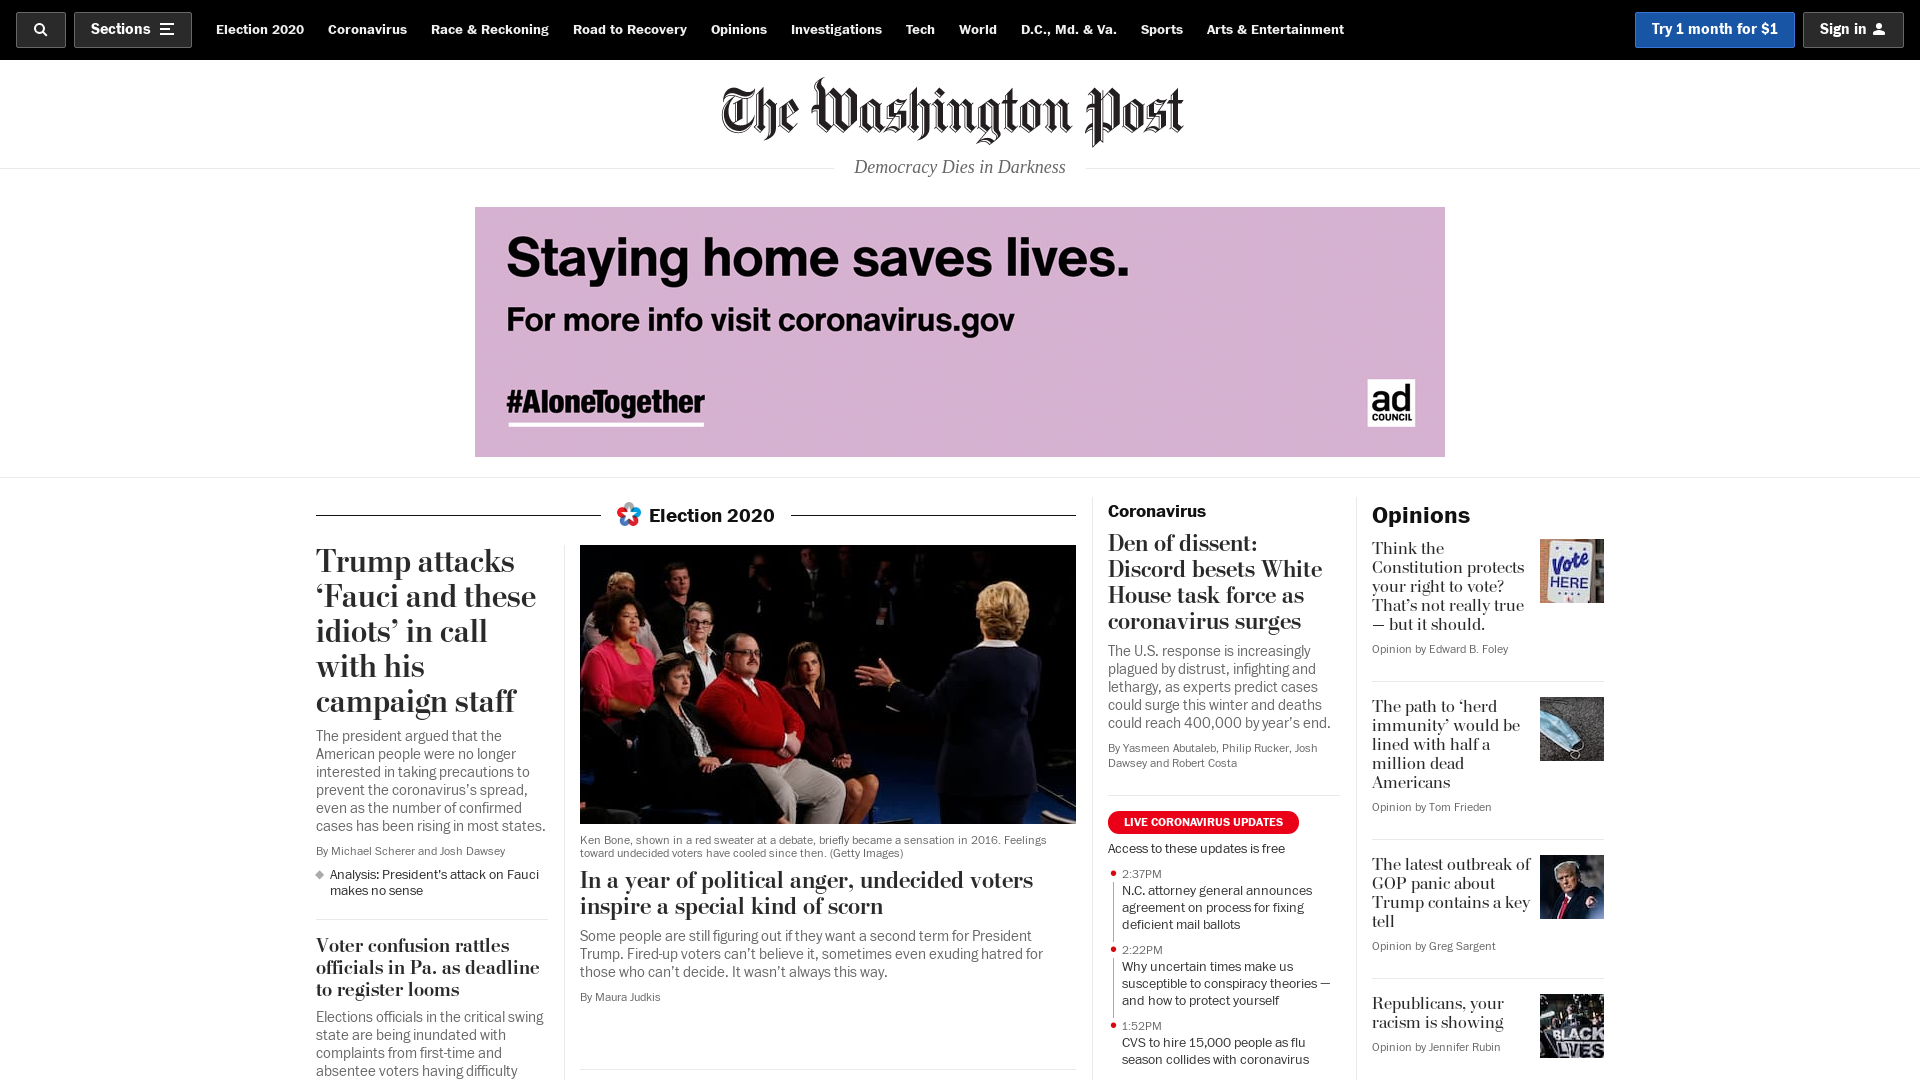 Sections
Election 2020
Coronavirus
Race & Reckoning
Road to Recovery
Opinions
Investigations
Tech
World
D.C., Md. & Va.
Sports
Arts & Entertainment
Try 1 month for $1
Sign in
The Washington Post
Democracy Dies in Darkness
Staying home saves lives.
For more info visit coronavirus.gov
#AloneTogether
ad
COUNCIL
Election 2020
Trump attacks
‘Fauci and these
idiots’ in call
with his
campaign staff
The president argued that the
American people were no longer
interested in taking precautions to
prevent the coronavirus’s spread,
even as the number of confirmed
cases has been rising in most states.
By Michael Scherer and Josh Dawsey
Analysis: President's attack on Fauci
makes no sense
Voter confusion rattles
officials in Pa. as deadline
to register looms
Elections officials in the critical swing
state are being inundated with
complaints from first-time and
absentee voters having difficulty
Ken Bone, shown in a red sweater at a debate, briefly became a sensation in 2016. Feelings
toward undecided voters have cooled since then. (Getty Images)
In a year of political anger, undecided voters
inspire a special kind of scorn
Some people are still figuring out if they want a second term for President
Trump. Fired-up voters can’t believe it, sometimes even exuding hatred for
those who can’t decide. It wasn’t always this way.
By Maura Judkis
Coronavirus
Den of dissent:
Discord besets White
House task force as
coronavirus surges
The U.S. response is increasingly
plagued by distrust, infighting and
lethargy, as experts predict cases
could surge this winter and deaths
could reach 400,000 by year’s end.
By Yasmeen Abutaleb, Philip Rucker, Josh
Dawsey and Robert Costa
LIVE CORONAVIRUS UPDATES
Access to these updates is free
2:37PM
N.C. attorney general announces
agreement on process for fixing
deficient mail ballots
2:22PM
Why uncertain times make us
susceptible to conspiracy theories —
and how to protect yourself
1:52PM
CVS to hire 15,000 people as flu
season collides with coronavirus
Opinions
Think the
Constitution protects
your right to vote?
That’s not really true
— but it should.
Opinion by Edward B. Foley
Vote
HERE
The path to ‘herd
immunity’ would be
lined with half a
million dead
Americans
Opinion by Tom Frieden
The latest outbreak of
GOP panic about
Trump contains a key
tell
Opinion by Greg Sargent
Republicans, your
racism is showing
Opinion by Jennifer Rubin
BLACK
LIVES